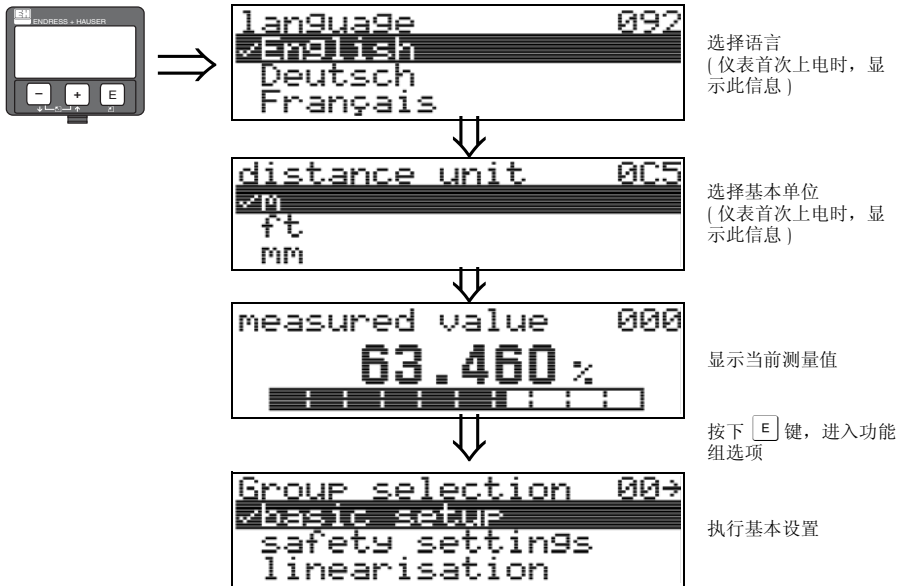 ENDRESS + HAUSER
- + E
language 092
✓English
Deutsch
Français
选择语言
( 仪表首次上电时，显
示此信息 )
distance unit 0C5
✓m
ft
mm
选择基本单位
( 仪表首次上电时，显
示此信息 )
measured value 000
63.460 %
显示当前测量值
按下 E 键，进入功能
组选项
Group selection 00→
✓basic setup
safety settings
linearisation
执行基本设置